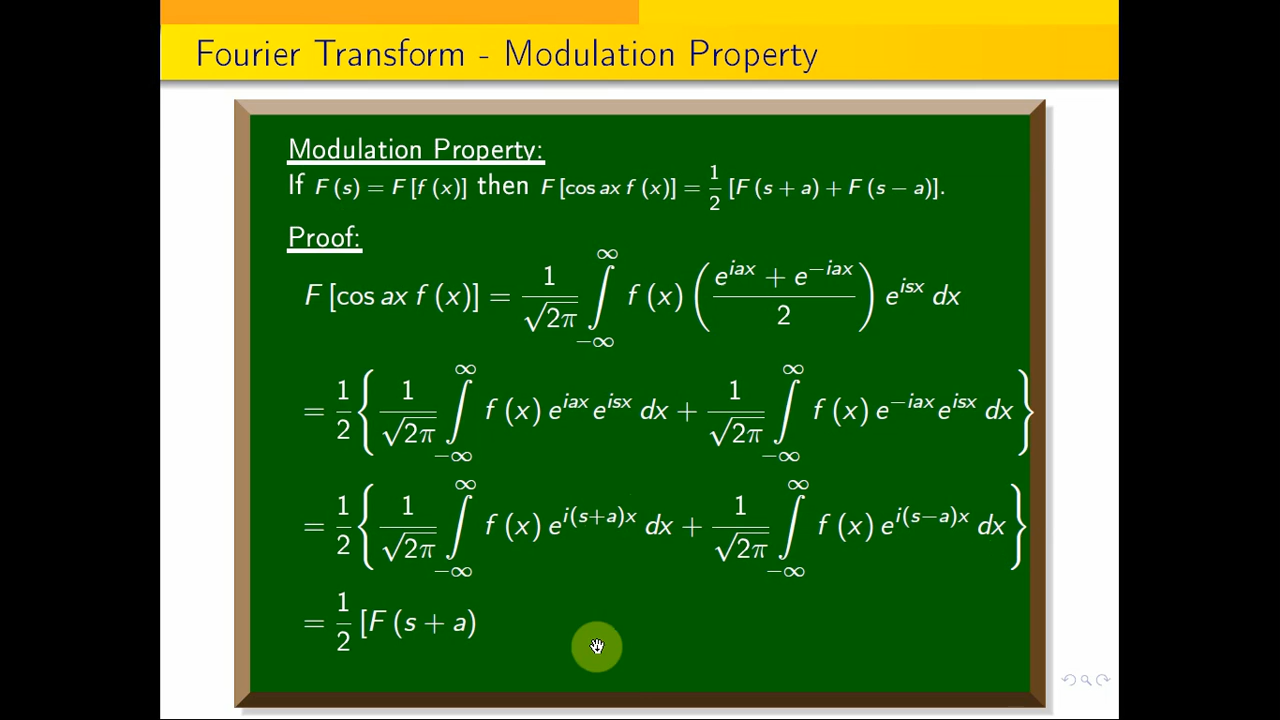 Fourier Transform - Modulation Property
Modulation Property:
If F (s) = F [f (x)] then F [cos ax f (x)] = 1/2 [F (s + a) + F (s − a)].
Proof:
F [cos ax f (x)] = 1/√2π ∫_{−∞}^{∞} f (x) ( (e^{iax} + e^{−iax})/2 ) e^{isx} dx
= 1/2 { 1/√2π ∫_{−∞}^{∞} f (x) e^{iax} e^{isx} dx + 1/√2π ∫_{−∞}^{∞} f (x) e^{−iax} e^{isx} dx }
= 1/2 { 1/√2π ∫_{−∞}^{∞} f (x) e^{i(s+a)x} dx + 1/√2π ∫_{−∞}^{∞} f (x) e^{i(s−a)x} dx }
= 1/2 [F (s + a)